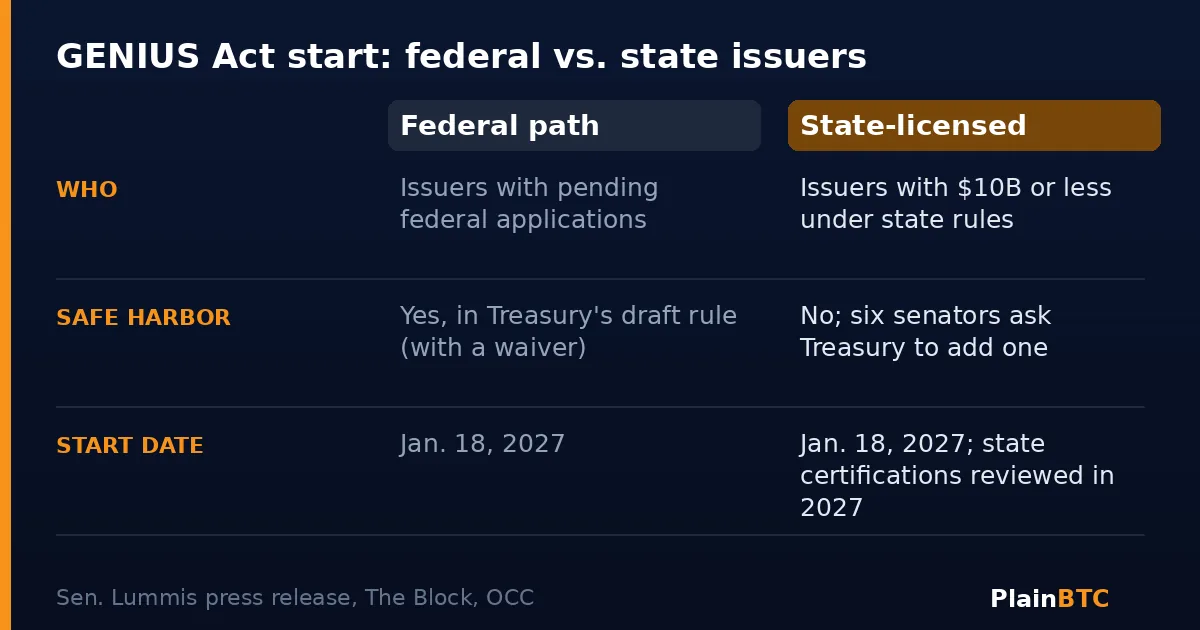 GENIUS Act start: federal vs. state issuers
Federal path
State-licensed
WHO
Issuers with pending
federal applications
Issuers with $10B or less
under state rules
SAFE HARBOR
Yes, in Treasury's draft rule
(with a waiver)
No; six senators ask
Treasury to add one
START DATE
Jan. 18, 2027
Jan. 18, 2027; state
certifications reviewed in
2027
Sen. Lummis press release, The Block, OCC
PlainBTC